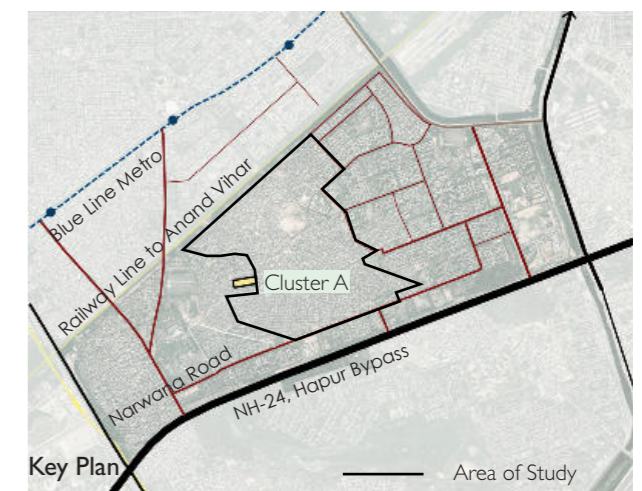 Blue Line Metro
Railway Line to Anand Vihar
Cluster A
Narwana Road
NH-24, Hapur Bypass
Key Plan
Area of Study